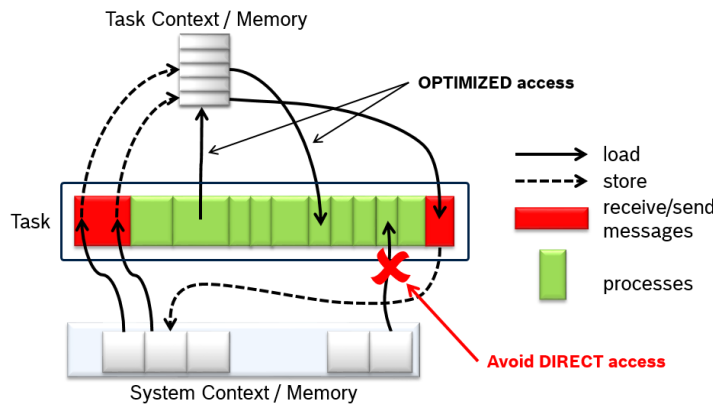 Task Context / Memory
OPTIMIZED access
load
store
Task
receive/send
messages
processes
Avoid DIRECT access
System Context / Memory